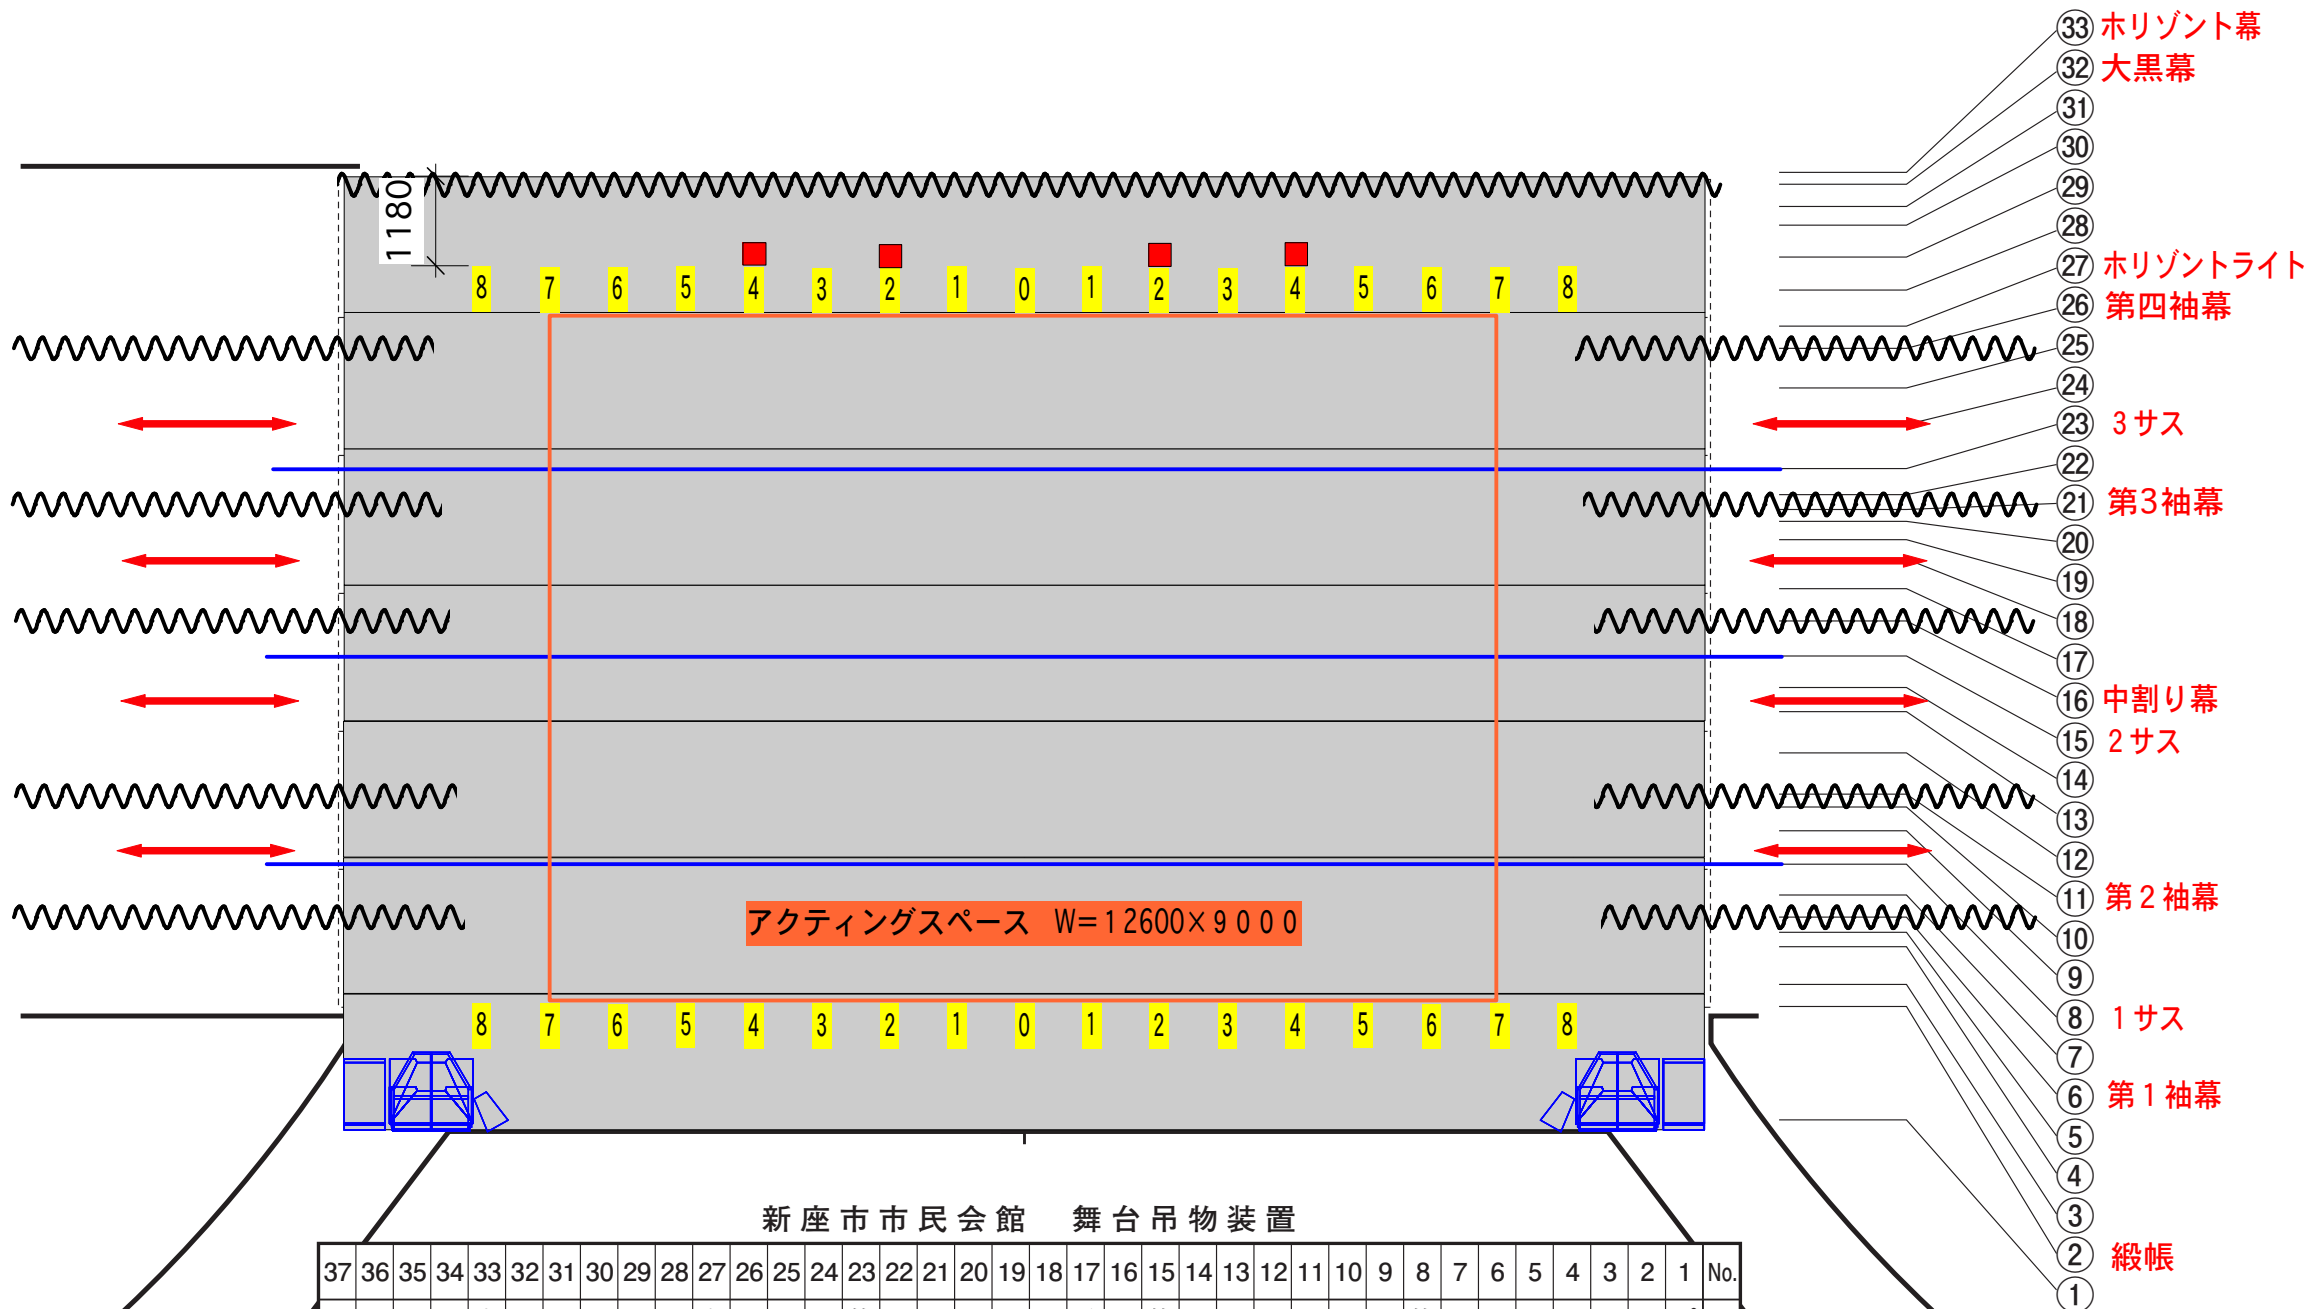 ㉝ ホリゾント幕
㉜ 大黒幕
㉛
㉚
㉙
㉘
㉗ ホリゾントライト
㉖ 第四袖幕
㉕
㉔
㉓ 3サス
㉒
㉑ 第3袖幕
⑳
⑲
⑱
⑰
⑯ 中割り幕
⑮ 2サス
⑭
⑬
⑫
⑪ 第2袖幕
⑩
⑨
⑧ 1サス
⑦
⑥ 第1袖幕
⑤
④
③
② 緞帳
①
1180
8 7 6 5 4 3 2 1 0 1 2 3 4 5 6 7 8
アクティングスペース W=12600×9000
8 7 6 5 4 3 2 1 0 1 2 3 4 5 6 7 8
新座市市民会館 舞台吊物装置
37 36 35 34 33 32 31 30 29 28 27 26 25 24 23 22 21 20 19 18 17 16 15 14 13 12 11 10 9 8 7 6 5 4 3 2 1 No.